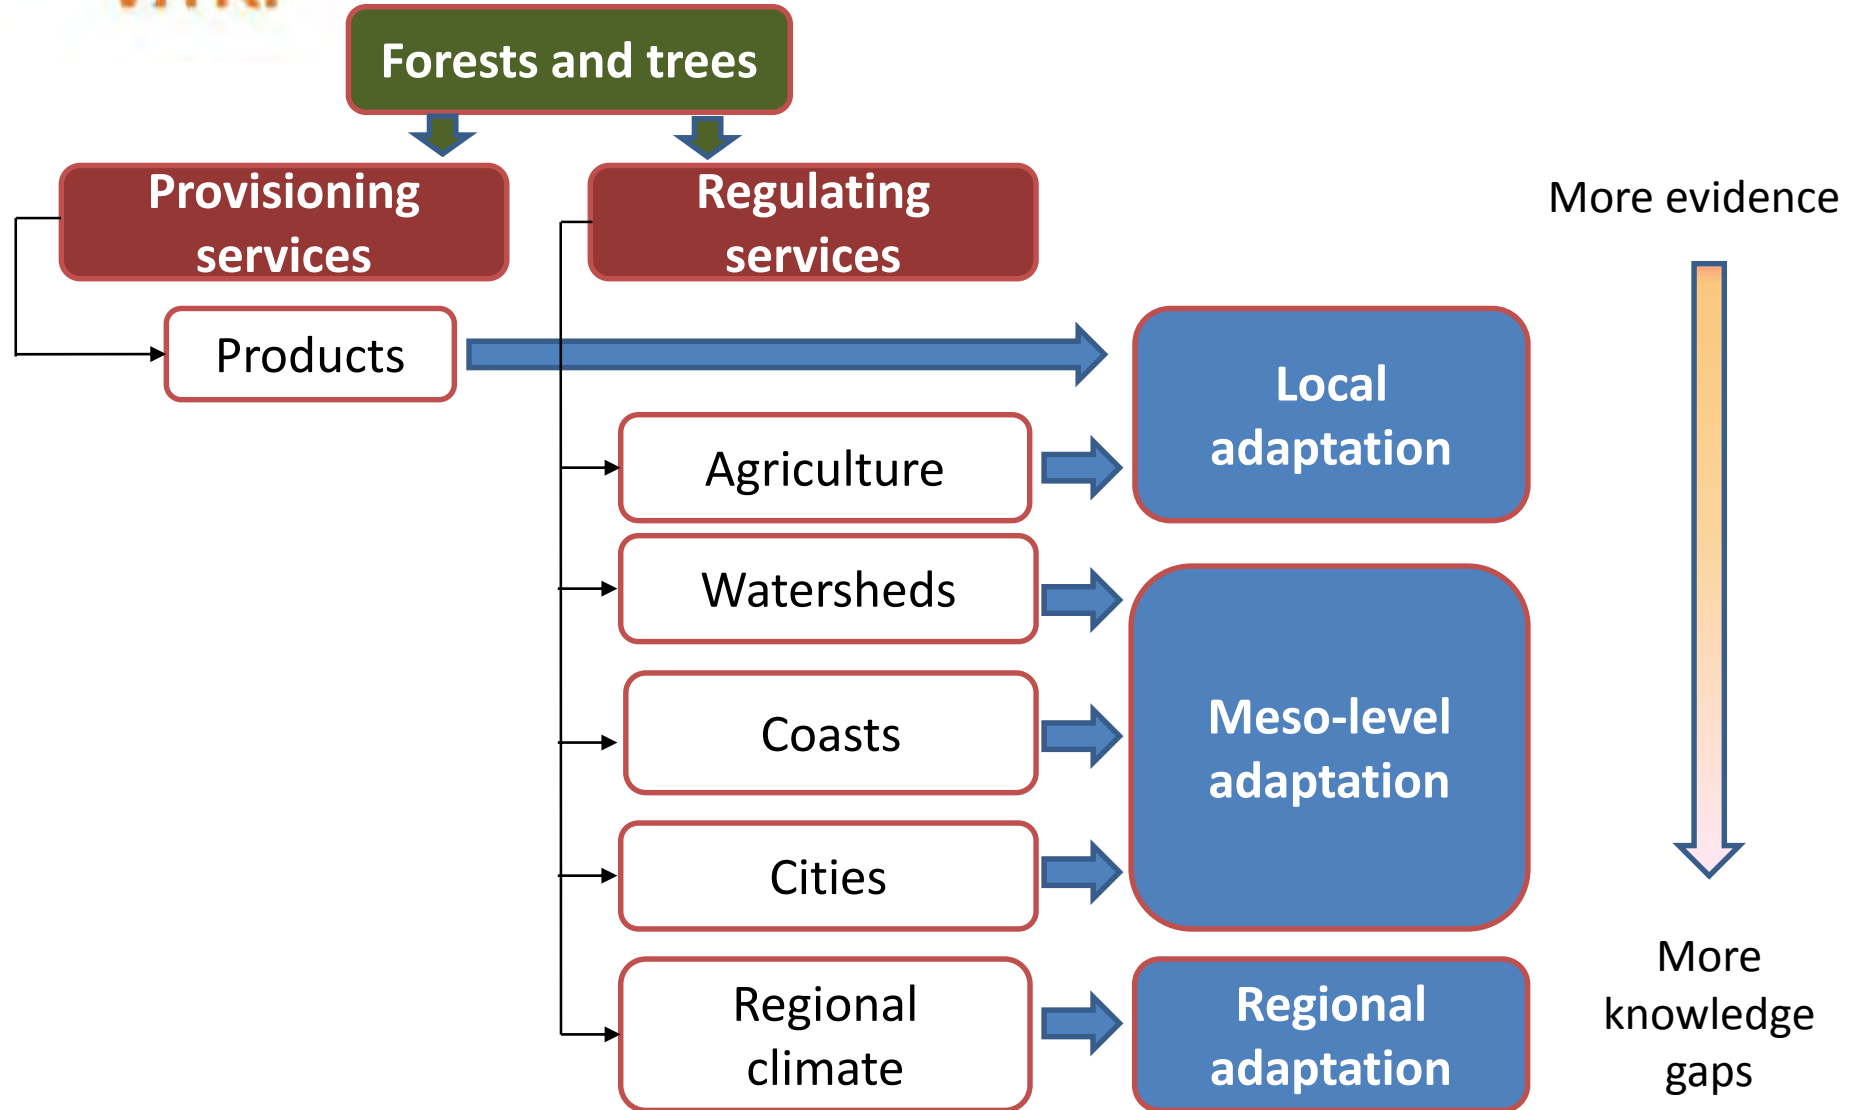 Forests and trees
Provisioning
services
Regulating
services
More evidence
Products
Local
adaptation
Agriculture
Watersheds
Coasts
Meso-level
adaptation
Cities
Regional
climate
Regional
adaptation
More
knowledge
gaps